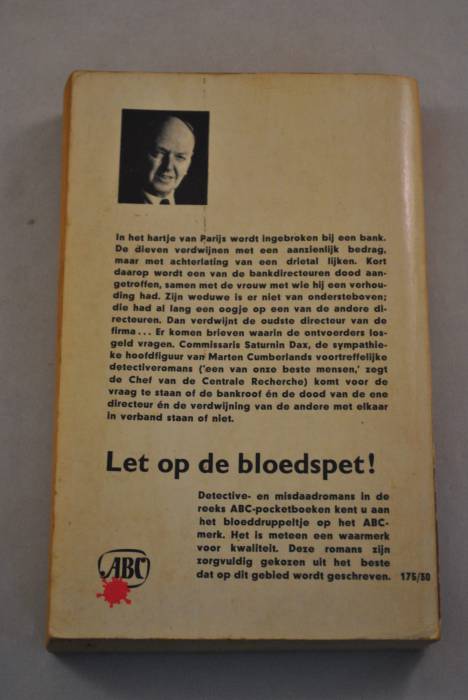 In het hartje van Parijs wordt ingebroken bij een bank.
De dieven verdwijnen met een aanzienlijk bedrag,
maar met achterlating van een drietal lijken. Kort
daarop wordt een van de bankdirecteuren dood aan-
getroffen, samen met de vrouw met wie hij een verhou-
ding had. Zijn weduwe is er niet van ondersteboven;
die had al lang een oogje op een van de andere di-
recteuren. Dan verdwijnt de oudste directeur van de
firma... Er komen brieven waarin de ontvoerders los-
geld vragen. Commissaris Saturnin Dax, de sympathie-
ke hoofdfiguur van Marten Cumberlands voortreffelijke
detectiveromans ('een van onze beste mensen,' zegt
de Chef van de Centrale Recherche) komt voor de
vraag te staan of de bankroof én de dood van de ene
directeur én de verdwijning van de andere met elkaar
in verband staan of niet.
Let op de bloedspet!
Detective- en misdaadromans in de
reeks ABC-pocketboeken kent u aan
het bloeddruppeltje op het ABC-
merk. Het is meteen een waarmerk
voor kwaliteit. Deze romans zijn
zorgvuldig gekozen uit het beste
dat op dit gebied wordt geschreven. 175/50
ABC